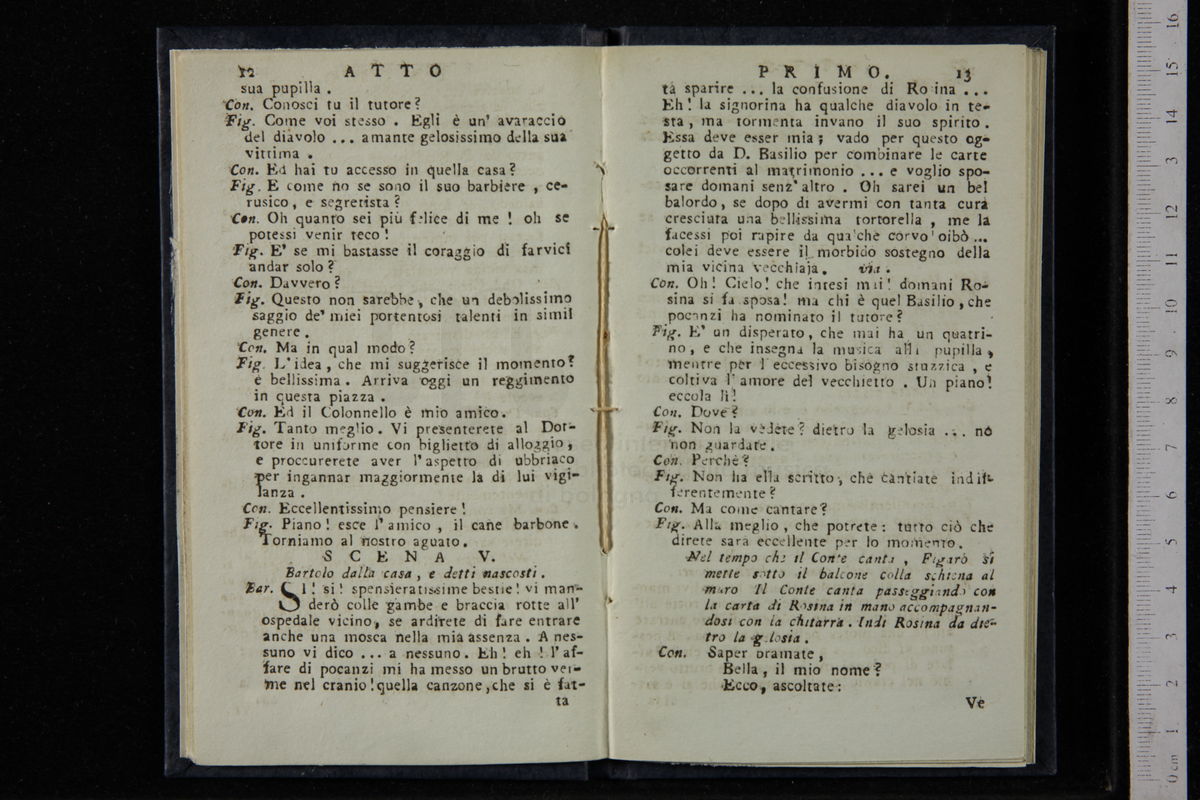 12 ATTO
sua pupilla .
Con. Conosci tu il tutore?
Fig. Come voi stesso . Egli è un' avaraccio
del diavolo ... amante gelosissimo della sua
vittima .
Con. Ed hai tu accesso in quella casa?
Fig. E come no se sono il suo barbiere , ce-
rusico, e segretista?
Con. Oh quanto sei più felice di me ! oh se
potessi venir teco!
Fig. E' se mi bastasse il coraggio di farvici
andar solo?
Con. Davvero?
Fig. Questo non sarebbe, che un debolissimo
saggio de' miei portentosi talenti in simil
genere.
Con. Ma in qual modo?
Fig. L'idea, che mi suggerisce il momento?
è bellissima. Arriva oggi un reggimento
in questa piazza .
Con. Ed il Colonnello è mio amico.
Fig. Tanto meglio. Vi presenterete al Dot-
tore in uniforme con biglietto di alloggio,
e proccurerete aver l'aspetto di ubbriaco
per ingannar maggiormente la di lui vigi-
lanza .
Con. Eccellentissimo pensiere!
Fig. Piano! esce l'amico , il cane barbone.
Torniamo al nostro aguato.
SCENA V.
Bartolo dalla casa, e detti nascosti.
Bar. SI! si! spensieratissime bestie! vi man-
derò colle gambe e braccia rotte all'
ospedale vicino, se ardirete di fare entrare
anche una mosca nella mia assenza . A nes-
suno vi dico ... a nessuno. Eh! eh ! l'af-
fare di pocanzi mi ha messo un brutto ver-
me nel cranio!quella canzone,che si è fat-
ta
PRIMO. 13
ta sparire ... la confusione di Rosina ...
Eh! la signorina ha qualche diavolo in te-
sta, ma tormenta invano il suo spirito.
Essa deve esser mia; vado per questo og-
getto da D. Basilio per combinare le carte
occorrenti al matrimonio ... e voglio spo-
sare domani senz'altro . Oh sarei un bel
balordo, se dopo di avermi con tanta cura
cresciuta una bellissima tortorella , me la
facessi poi rapire da qualche corvo! oibò ...
colei deve essere il morbido sostegno della
mia vicina vecchiaja. via.
Con. Oh! Cielo! che intesi mai! domani Ro-
sina si fa sposa! ma chi è quel Basilio, che
pocanzi ha nominato il tutore?
Fig. E' un disperato, che mai ha un quatri-
no, e che insegna la musica alla pupilla,
mentre per l'eccessivo bisogno stuzzica , e
coltiva l'amore del vecchietto . Un piano!
eccola lì!
Con. Dove?
Fig. Non la vedete? dietro la gelosia ... no
non guardate.
Con. Perchè?
Fig. Non ha ella scritto, che cantiate indif-
ferentemente?
Con. Ma come cantare?
Fig. Alla meglio, che potrete: tutto ciò che
direte sarà eccellente per lo momento.
Nel tempo che il Conte canta , Figarò si
mette sotto il balcone colla schiena al
muro Il Conte canta passeggiando con
la carta di Rosina in mano accompagnan-
dosi con la chitarra. Indi Rosina da die-
tro la gelosia.
Con. Saper bramate,
Bella, il mio nome?
Ecco, ascoltate:
Ve
0 cm 1 2 3 4 5 6 7 8 9 10 11 12 13 14 15 16